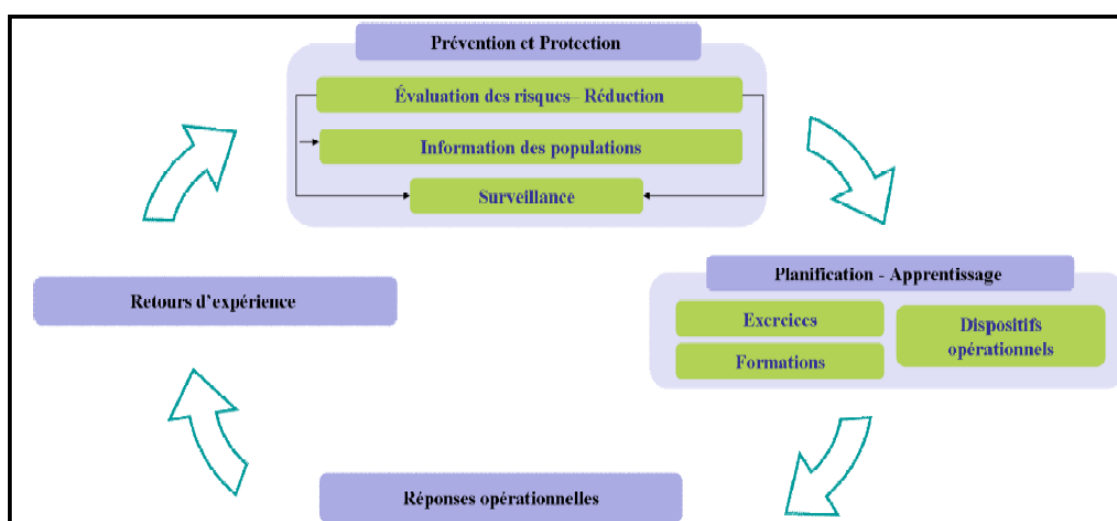 Prévention et Protection
Évaluation des risques– Réduction
Information des populations
Surveillance
Planification - Apprentissage
Exercices
Formations
Dispositifs
opérationnels
Réponses opérationnelles
Retours d'expérience